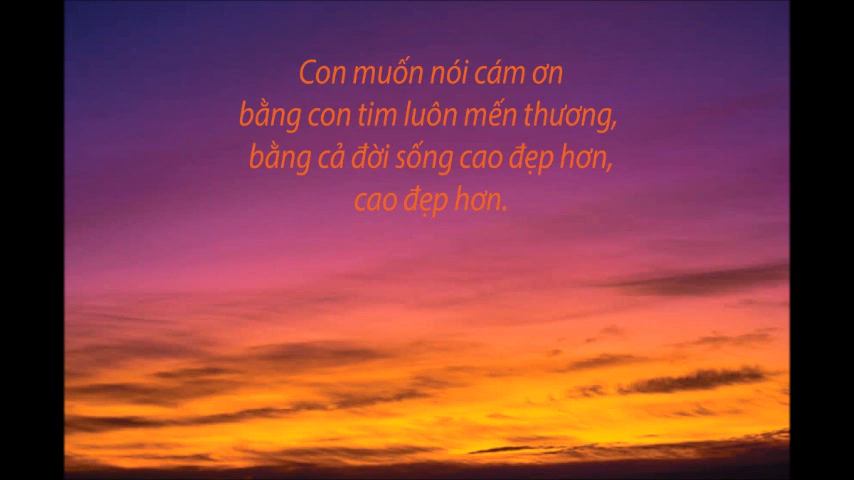 Con muốn nói cám ơn
bằng con tim luôn mến thương,
bằng cả đời sống cao đẹp hơn,
cao đẹp hơn.